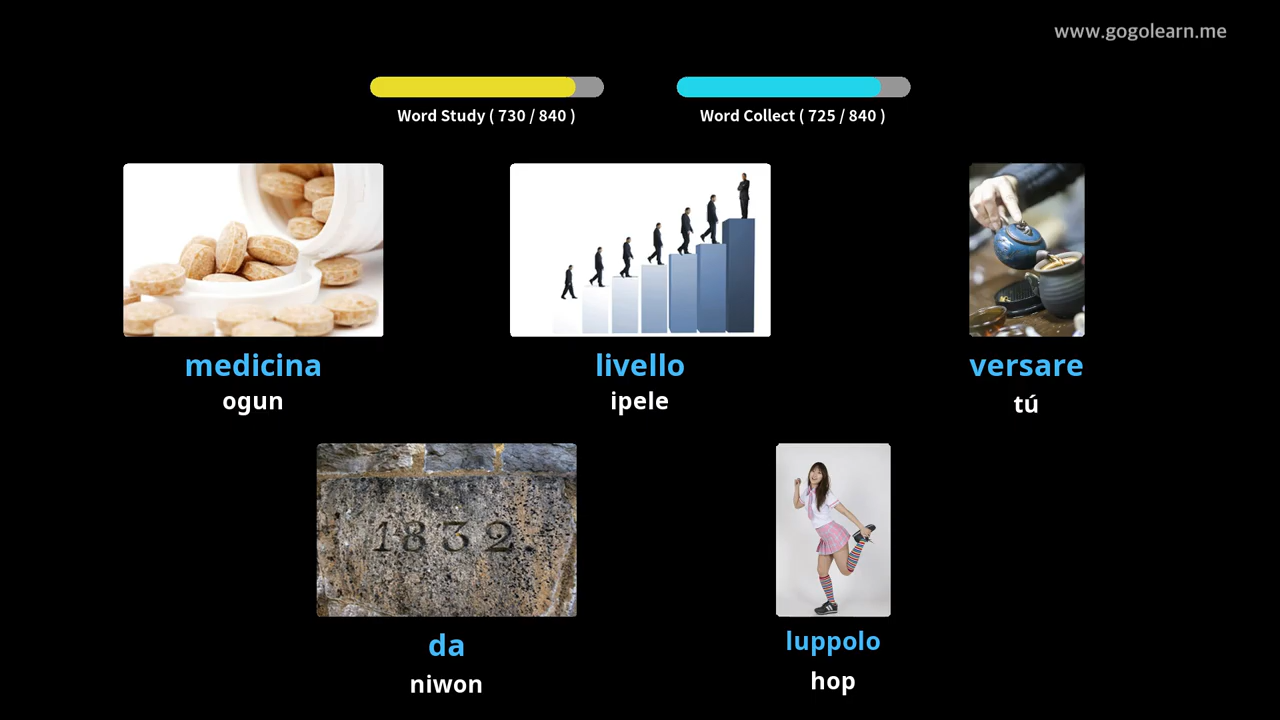 www.gogolearn.me
Word Study ( 730 / 840 )
Word Collect ( 725 / 840 )
medicina
ogun
livello
ipele
versare
tú
1832.
da
niwon
luppolo
hop